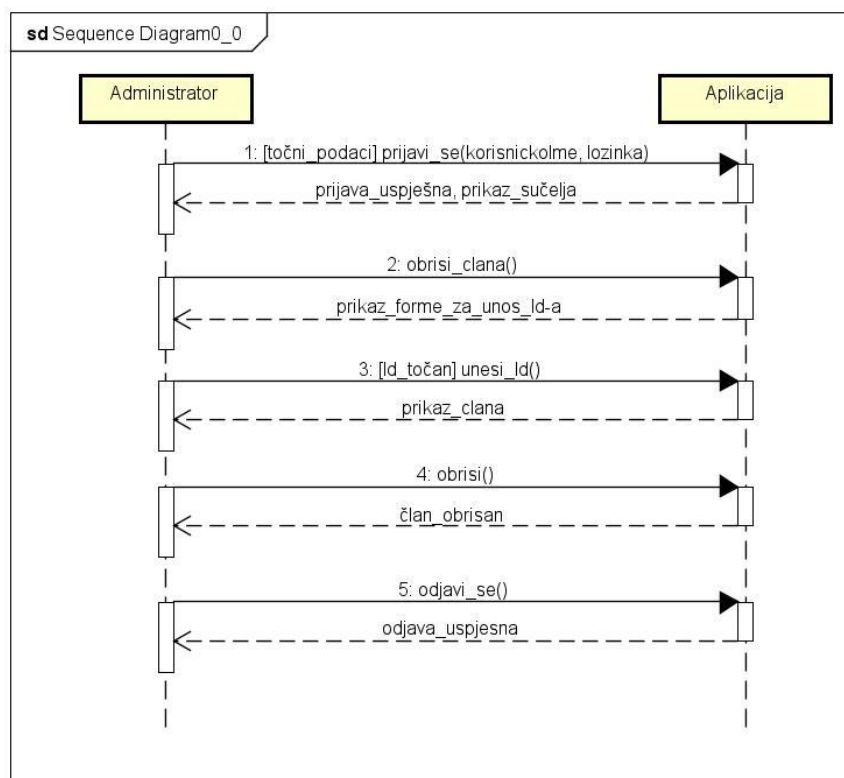 sd Sequence Diagram0_0
Administrator
Aplikacija
1: [točni_podaci] prijavi_se(korisnickoIme, lozinka)
prijava_uspješna, prikaz_sučelja
2: obrisi_clana()
prikaz_forme_za_unos_Id-a
3: [Id_točan] unesi_Id()
prikaz_clana
4: obrisi()
član_obrisan
5: odjavi_se()
odjava_uspjesna